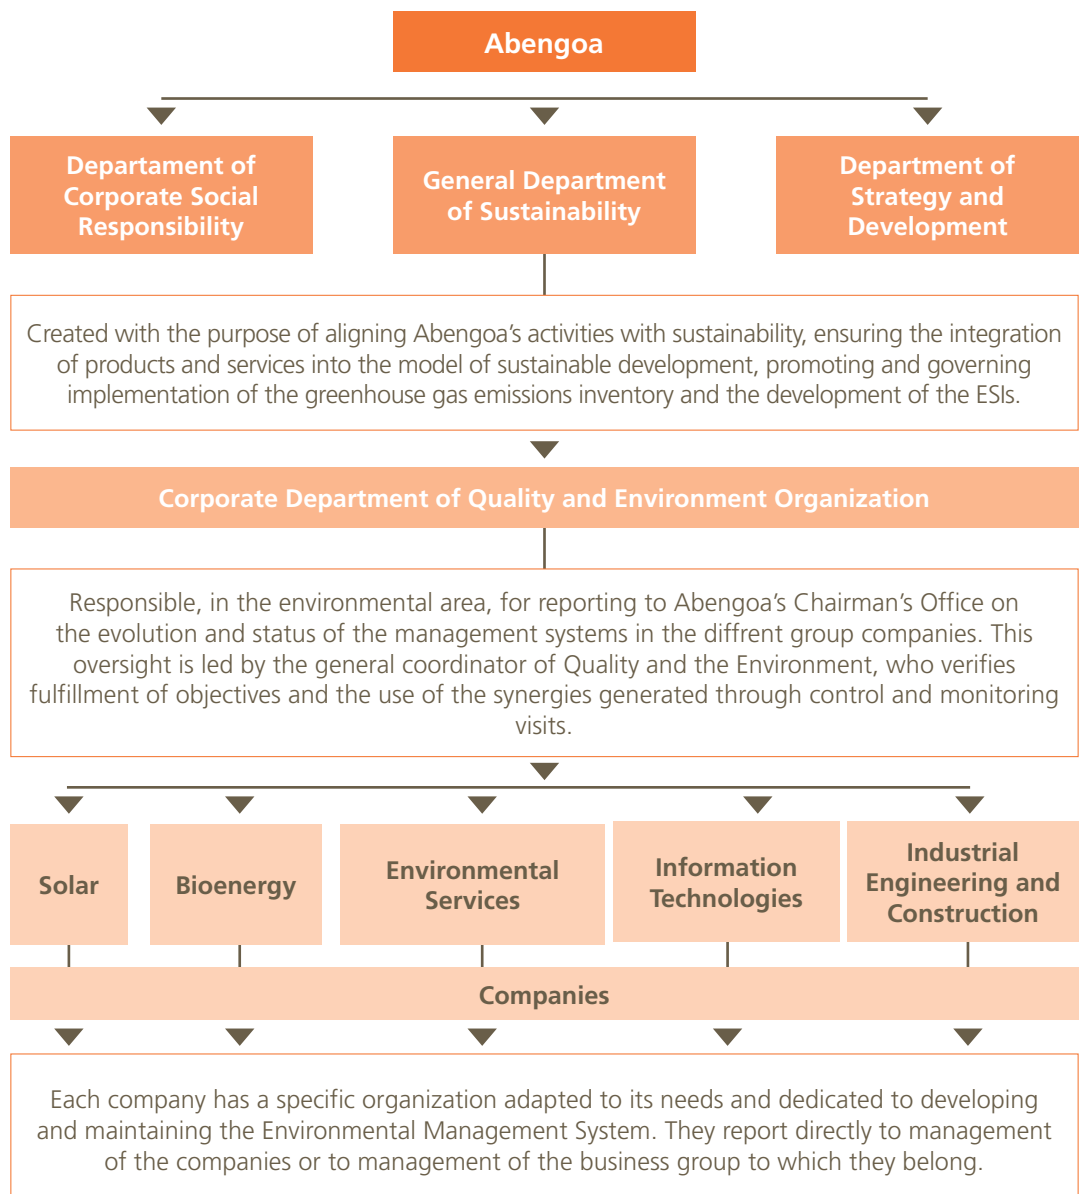 Abengoa
Departament of
Corporate Social
Responsibility
General Department
of Sustainability
Department of
Strategy and
Development
Created with the purpose of aligning Abengoa’s activities with sustainability, ensuring the integration
of products and services into the model of sustainable development, promoting and governing
implementation of the greenhouse gas emissions inventory and the development of the ESIs.
Corporate Department of Quality and Environment Organization
Responsible, in the environmental area, for reporting to Abengoa’s Chairman’s Office on
the evolution and status of the management systems in the diffrent group companies. This
oversight is led by the general coordinator of Quality and the Environment, who verifies
fulfillment of objectives and the use of the synergies generated through control and monitoring
visits.
Solar
Bioenergy
Environmental
Services
Information
Technologies
Industrial
Engineering and
Construction
Companies
Each company has a specific organization adapted to its needs and dedicated to developing
and maintaining the Environmental Management System. They report directly to management
of the companies or to management of the business group to which they belong.